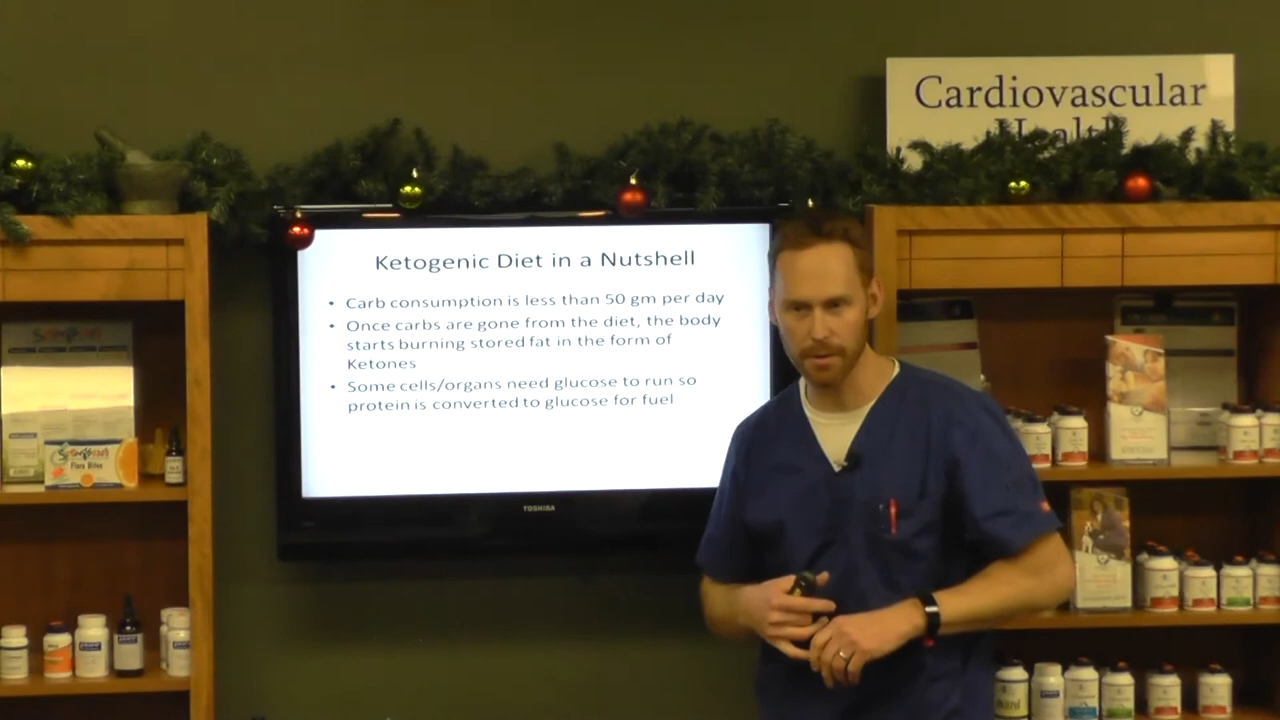 Cardiovascular
Health
Ketogenic Diet in a Nutshell
• Carb consumption is less than 50 gm per day
• Once carbs are gone from the diet, the body
starts burning stored fat in the form of
Ketones
• Some cells/organs need glucose to run so
protein is converted to glucose for fuel
TOSHIBA
Flora Bites